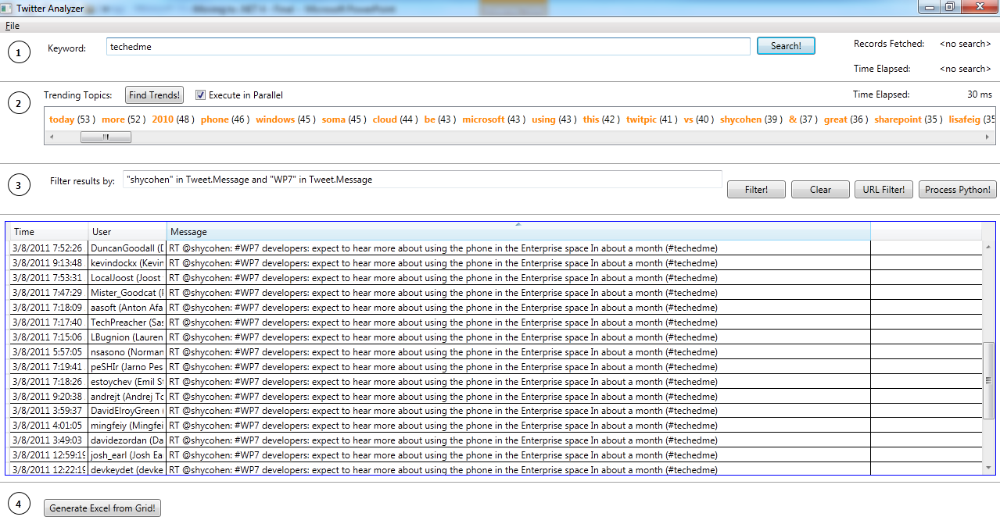 Twitter Analyzer
File
1 Keyword: techedme Search! Records Fetched: <no search>
Time Elapsed: <no search>
2 Trending Topics: Find Trends! Execute in Parallel Time Elapsed: 30 ms
today (53 ) more (52 ) 2010 (48 ) phone (46 ) windows (45 ) soma (45 ) cloud (44 ) be (43 ) microsoft (43 ) using (43 ) this (42 ) twitpic (41 ) vs (40 ) shycohen (39 ) & (37 ) great (36 ) sharepoint (35 ) lisafeig (35
3 Filter results by: "shycohen" in Tweet.Message and "WP7" in Tweet.Message
Filter! Clear URL Filter! Process Python!
Time User Message
3/8/2011 7:52:26 DuncanGoodall (D RT @shycohen: #WP7 developers: expect to hear more about using the phone in the Enterprise space In about a month (#techedme)
3/8/2011 9:13:48 kevindockx (Kevin RT @shycohen: #WP7 developers: expect to hear more about using the phone in the Enterprise space In about a month (#techedme)
3/8/2011 7:53:31 LocalJoost (Joost RT @shycohen: #WP7 developers: expect to hear more about using the phone in the Enterprise space In about a month (#techedme)
3/8/2011 7:47:29 Mister_Goodcat ( RT @shycohen: #WP7 developers: expect to hear more about using the phone in the Enterprise space In about a month (#techedme)
3/8/2011 7:18:09 aasoft (Anton Afa RT @shycohen: #WP7 developers: expect to hear more about using the phone in the Enterprise space In about a month (#techedme)
3/8/2011 7:17:40 TechPreacher (Sas RT @shycohen: #WP7 developers: expect to hear more about using the phone in the Enterprise space In about a month (#techedme)
3/8/2011 7:15:06 LBugnion (Lauren RT @shycohen: #WP7 developers: expect to hear more about using the phone in the Enterprise space In about a month (#techedme)
3/8/2011 5:57:05 nsasono (Norman RT @shycohen: #WP7 developers: expect to hear more about using the phone in the Enterprise space In about a month (#techedme)
3/8/2011 7:19:41 peSHIr (Jarno Pes RT @shycohen: #WP7 developers: expect to hear more about using the phone in the Enterprise space In about a month (#techedme)
3/8/2011 7:18:26 estoychev (Emil St RT @shycohen: #WP7 developers: expect to hear more about using the phone in the Enterprise space In about a month (#techedme)
3/8/2011 9:20:38 andrejt (Andrej To RT @shycohen: #WP7 developers: expect to hear more about using the phone in the Enterprise space In about a month (#techedme)
3/8/2011 3:59:37 DavidElroyGreen ( RT @shycohen: #WP7 developers: expect to hear more about using the phone in the Enterprise space In about a month (#techedme)
3/8/2011 4:01:05 mingfeiy (Mingfei RT @shycohen: #WP7 developers: expect to hear more about using the phone in the Enterprise space In about a month (#techedme)
3/8/2011 3:49:03 davidezordan (Da RT @shycohen: #WP7 developers: expect to hear more about using the phone in the Enterprise space In about a month (#techedme)
3/8/2011 12:59:19 josh_earl (Josh Ea RT @shycohen: #WP7 developers: expect to hear more about using the phone in the Enterprise space In about a month (#techedme)
3/8/2011 12:22:19 devkeydet (devke RT @shycohen: #WP7 developers: expect to hear more about using the phone in the Enterprise space In about a month (#techedme)
4 Generate Excel from Grid!